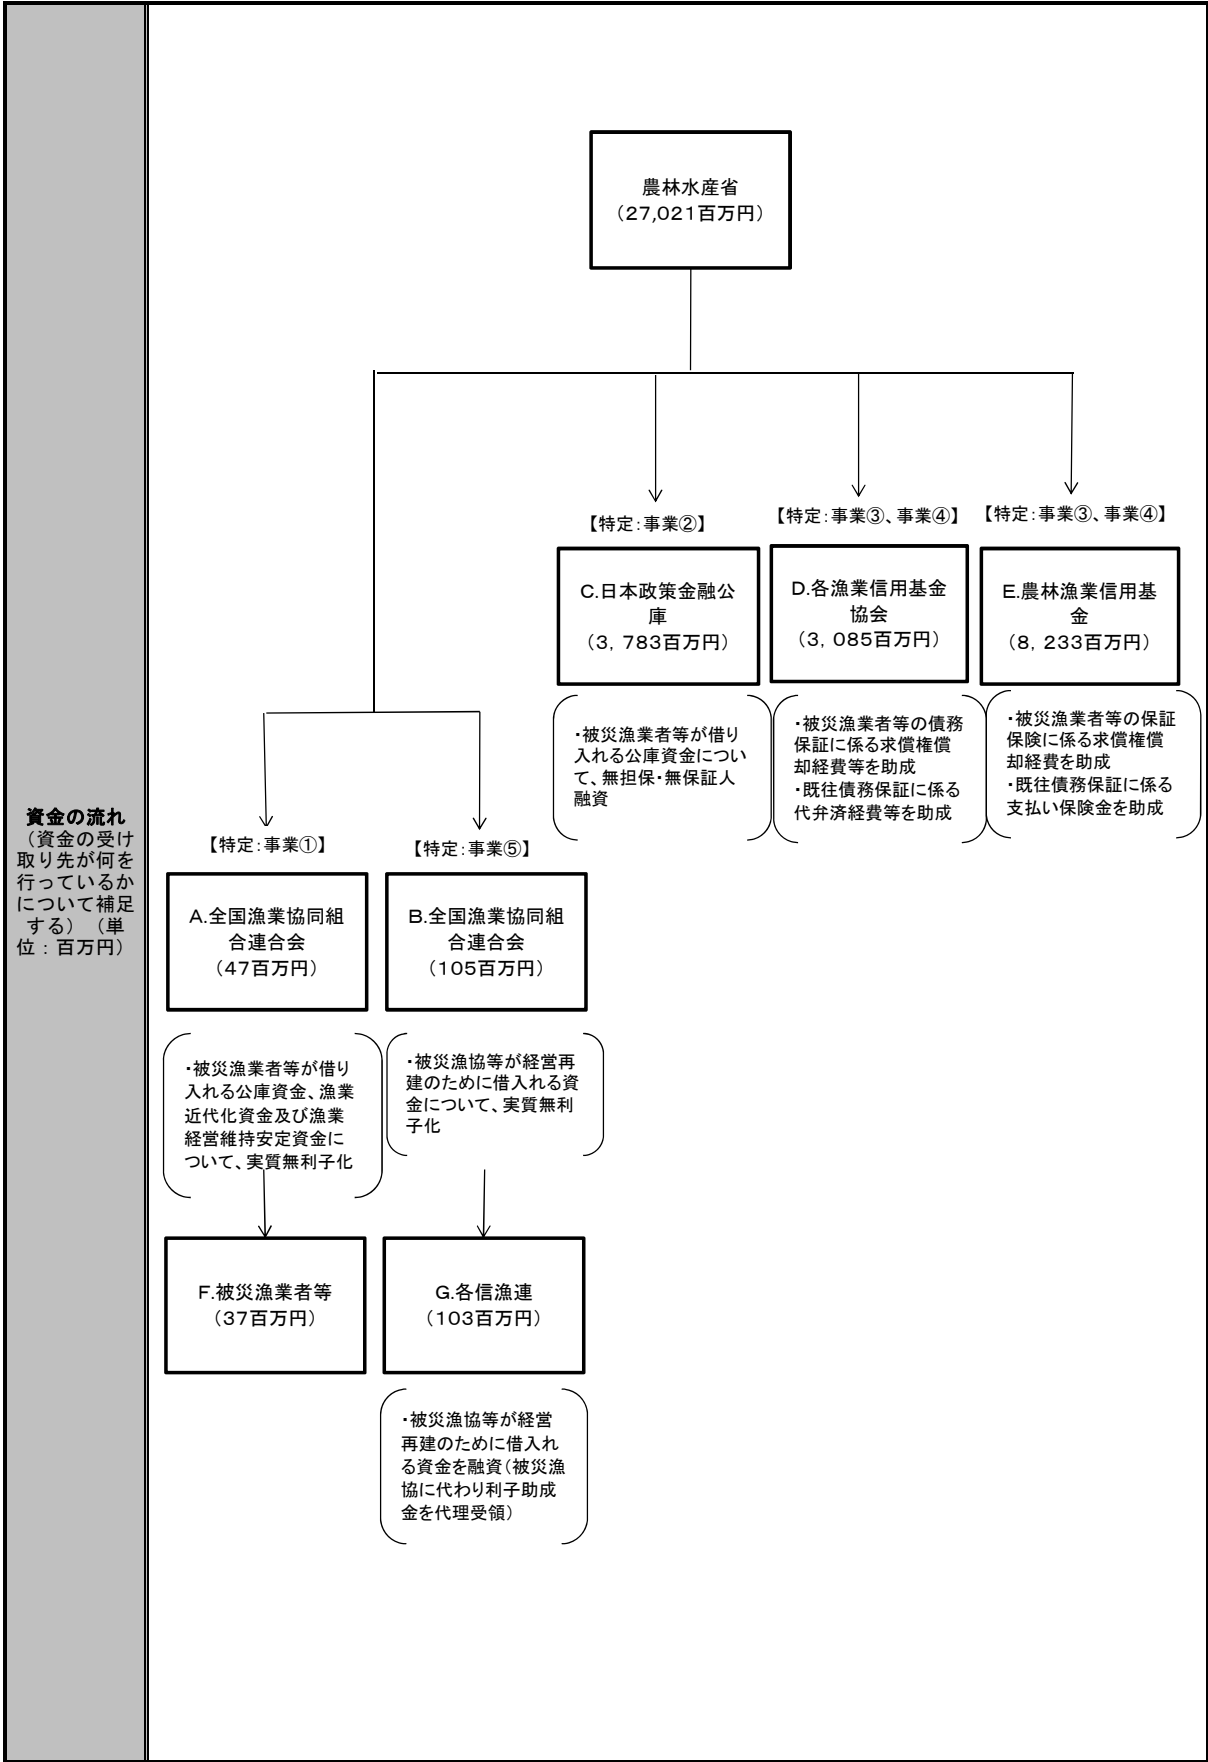 資金の流れ
（資金の受け
取り先が何を
行っているか
について補足
する）（単
位：百万円）
農林水産省
（27,021百万円）
【特定：事業②】
【特定：事業③、事業④】
【特定：事業③、事業④】
C.日本政策金融公
庫
（3，783百万円）
D.各漁業信用基金
協会
（3，085百万円）
E.農林漁業信用基
金
（8，233百万円）
・被災漁業者等が借り
入れる公庫資金につい
て、無担保・無保証人
融資
・被災漁業者等の債務
保証に係る求償権償
却経費等を助成
・既往債務保証に係る
代弁済経費等を助成
・被災漁業者等の保証
保険に係る求償権償
却経費を助成
・既往債務保証に係る
支払い保険金を助成
【特定：事業①】
【特定：事業⑤】
A.全国漁業協同組
合連合会
（47百万円）
B.全国漁業協同組
合連合会
（105百万円）
・被災漁業者等が借り
入れる公庫資金、漁業
近代化資金及び漁業
経営維持安定資金に
ついて、実質無利子化
・被災漁協等が経営再
建のために借入れる資
金について、実質無利
子化
F.被災漁業者等
（37百万円）
G.各信漁連
（103百万円）
・被災漁協等が経営
再建のために借入れ
る資金を融資（被災漁
協に代わり利子助成
金を代理受領）